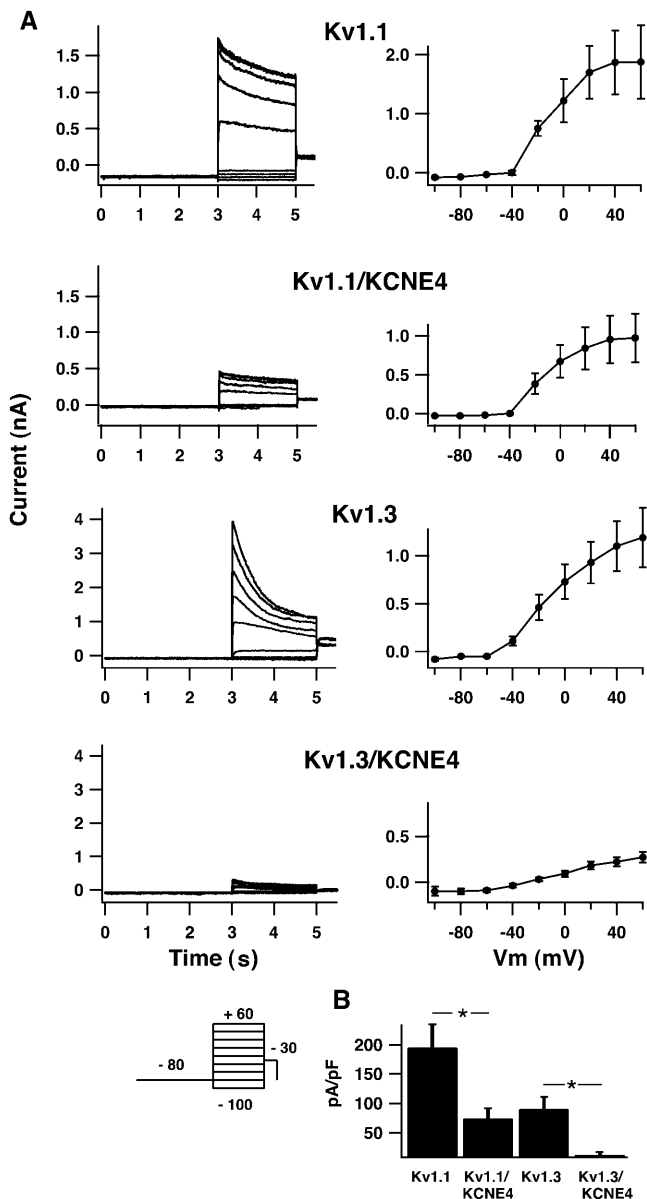 A
Kv1.1
1.5
1.0
0.5
0.0
0 1 2 3 4 5
2.0
1.0
0.0
-80 -40 0 40
Kv1.1/KCNE4
1.5
1.0
0.5
0.0
0 1 2 3 4 5
1.0
0.5
0.0
-80 -40 0 40
Current (nA)
Kv1.3
4
3
2
1
0
0 1 2 3 4 5
1.0
0.5
0.0
-80 -40 0 40
Kv1.3/KCNE4
4
3
2
1
0
0 1 2 3 4 5
Time (s)
0.5
0.0
-80 -40 0 40
Vm (mV)
+ 60
- 80
- 30
- 100
B
pA/pF
200
150
100
50
*
*
Kv1.1
Kv1.1/
KCNE4
Kv1.3
Kv1.3/
KCNE4